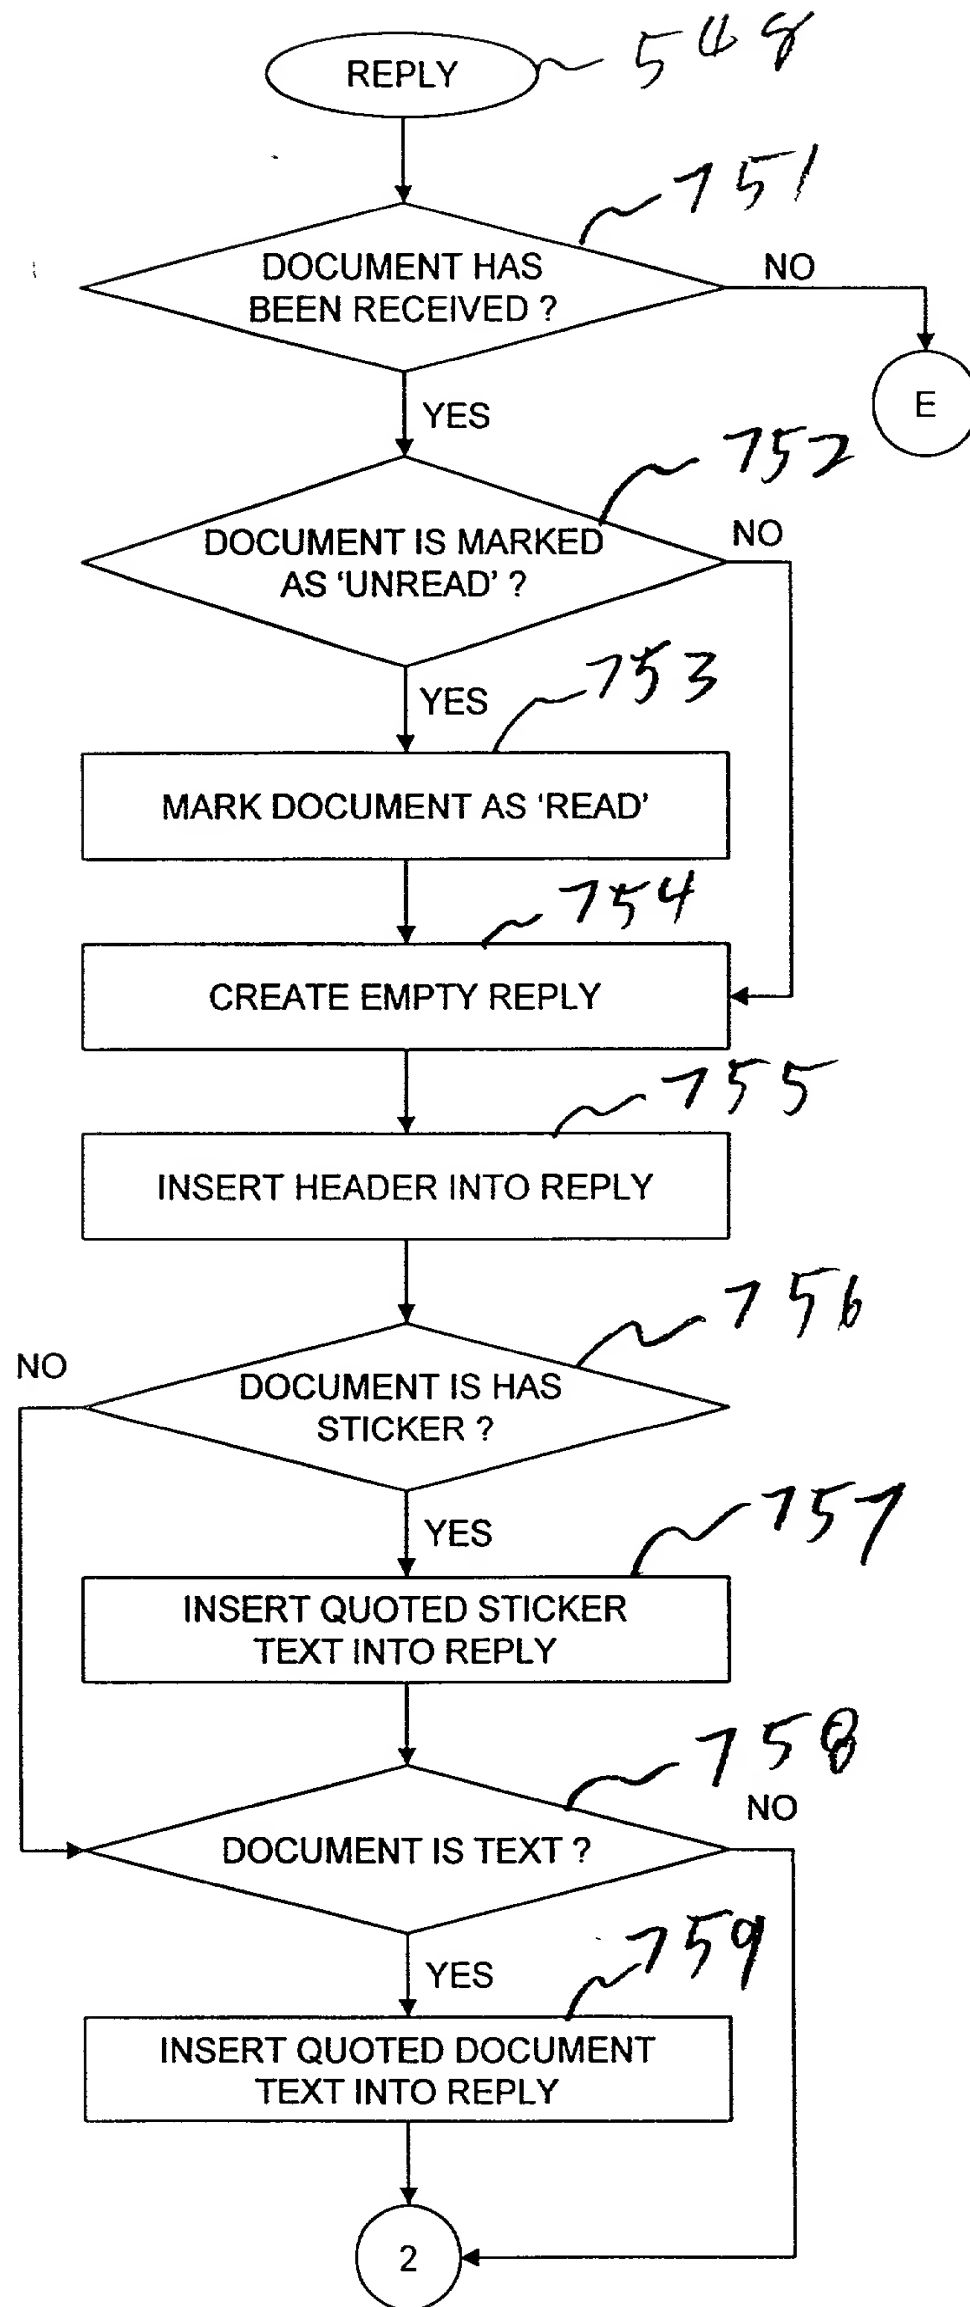 REPLY
548
751
DOCUMENT HAS
BEEN RECEIVED ?
NO
E
YES
752
DOCUMENT IS MARKED
AS ‘UNREAD’ ?
NO
YES
753
MARK DOCUMENT AS ‘READ’
754
CREATE EMPTY REPLY
755
INSERT HEADER INTO REPLY
756
NO
DOCUMENT IS HAS
STICKER ?
YES
757
INSERT QUOTED STICKER
TEXT INTO REPLY
758
NO
DOCUMENT IS TEXT ?
759
YES
INSERT QUOTED DOCUMENT
TEXT INTO REPLY
2